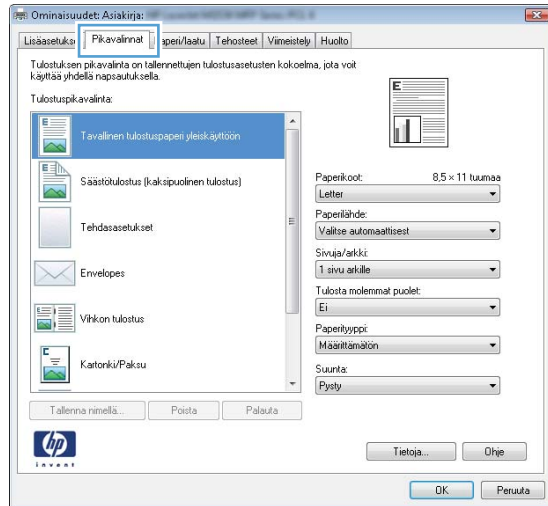 Ominaisuudet: Asiakirja:
Lisäasetuks
Pikavalinnat
aperi/laatu
Tehosteet
Viimeistely
Huolto
Tulostuksen pikavalinta on tallennettujen tulostusasetusten kokoelma, jota voit
käyttää yhdellä napsautuksella.
Tulostuspikavalinta:
Tavallinen tulostuspaperi yleiskäyttöön
Säästötulostus (kaksipuolinen tulostus)
Tehdasasetukset
Envelopes
Vihkon tulostus
Kartonki/Paksu
Tallenna nimellä...
Poista
Palauta
E
Paperikoot: 8,5 × 11 tuumaa
Letter
Paperilähde:
Valitse automaattisest
Sivuja/arkki:
1 sivu arkille
Tulosta molemmat puolet:
Ei
Paperityyppi:
Määrittämätön
Suunta:
Pysty
hp
invent
Tietoja...
Ohje
OK
Peruuta